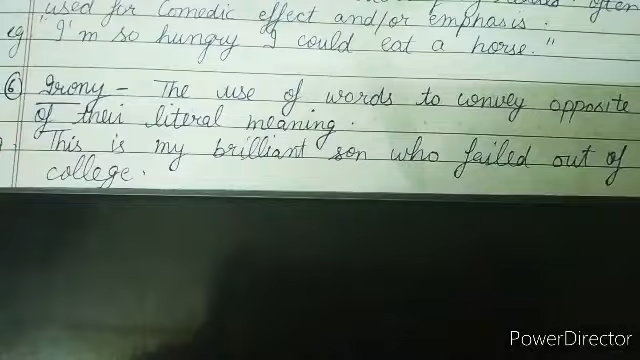 used for Comedic effect and/or emphasis. often
eg "I'm so hungry I could eat a horse."
⑥ Irony – The use of words to convey opposite
of their literal meaning.
This is my brilliant son who failed out of
college.
PowerDirector